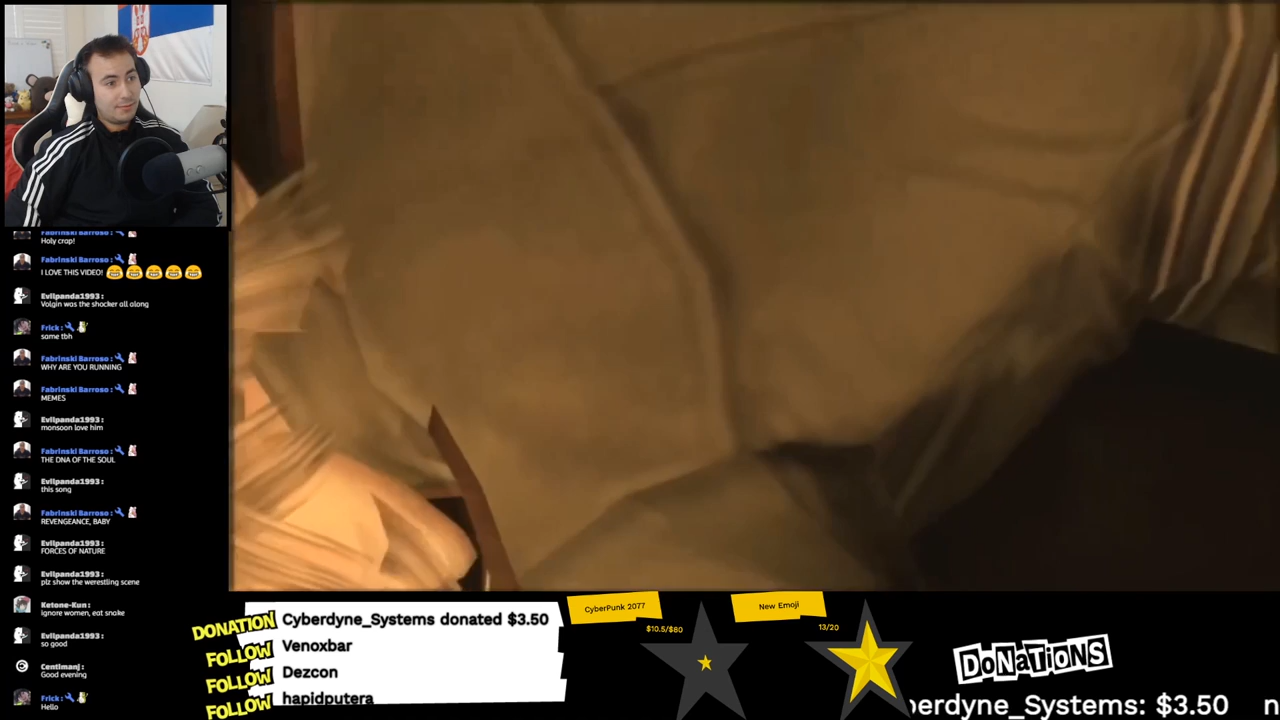 Fabrinski Barroso :
Holy crap!
Fabrinski Barroso :
I LOVE THIS VIDEO!
Evilpanda1993 :
Volgin was the shocker all along
Frick :
same tbh
Fabrinski Barroso :
WHY ARE YOU RUNNING
Fabrinski Barroso :
MEMES
Evilpanda1993 :
monsoon love him
Fabrinski Barroso :
THE DNA OF THE SOUL
Evilpanda1993 :
this song
Fabrinski Barroso :
REVENGEANCE, BABY
Evilpanda1993 :
FORCES OF NATURE
Evilpanda1993 :
plz show the werestling scene
Ketone-Kun :
ignore women, eat snake
Evilpanda1993 :
so good
Centimanj :
Good evening
Frick :
Hello
DONATION Cyberdyne_Systems donated $3.50
FOLLOW Venoxbar
FOLLOW Dezcon
FOLLOW hapidputera
CyberPunk 2077
$10.5/$80
New Emoji
13/20
DONATIONS
berdyne_Systems: $3.50 n